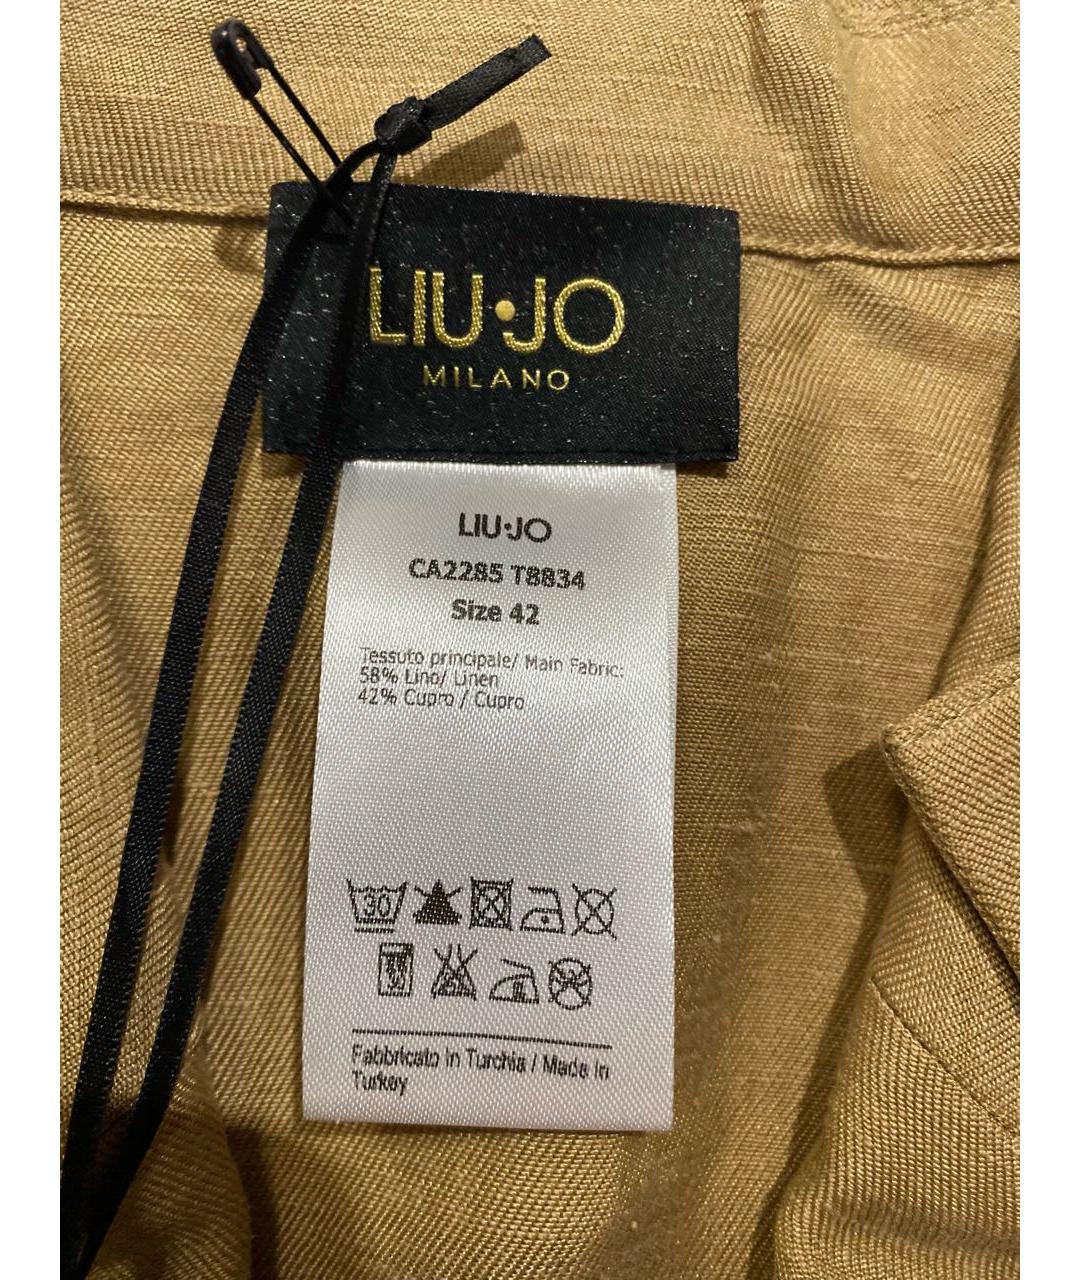 LIU·JO
MILANO
LIU·JO
CA2285 T8834
Size 42
Tessuto principale/ Main Fabric:
58% Lino/ Linen
42% Cupro / Cupro
30
Fabbricato in Turchia / Made in
Turkey